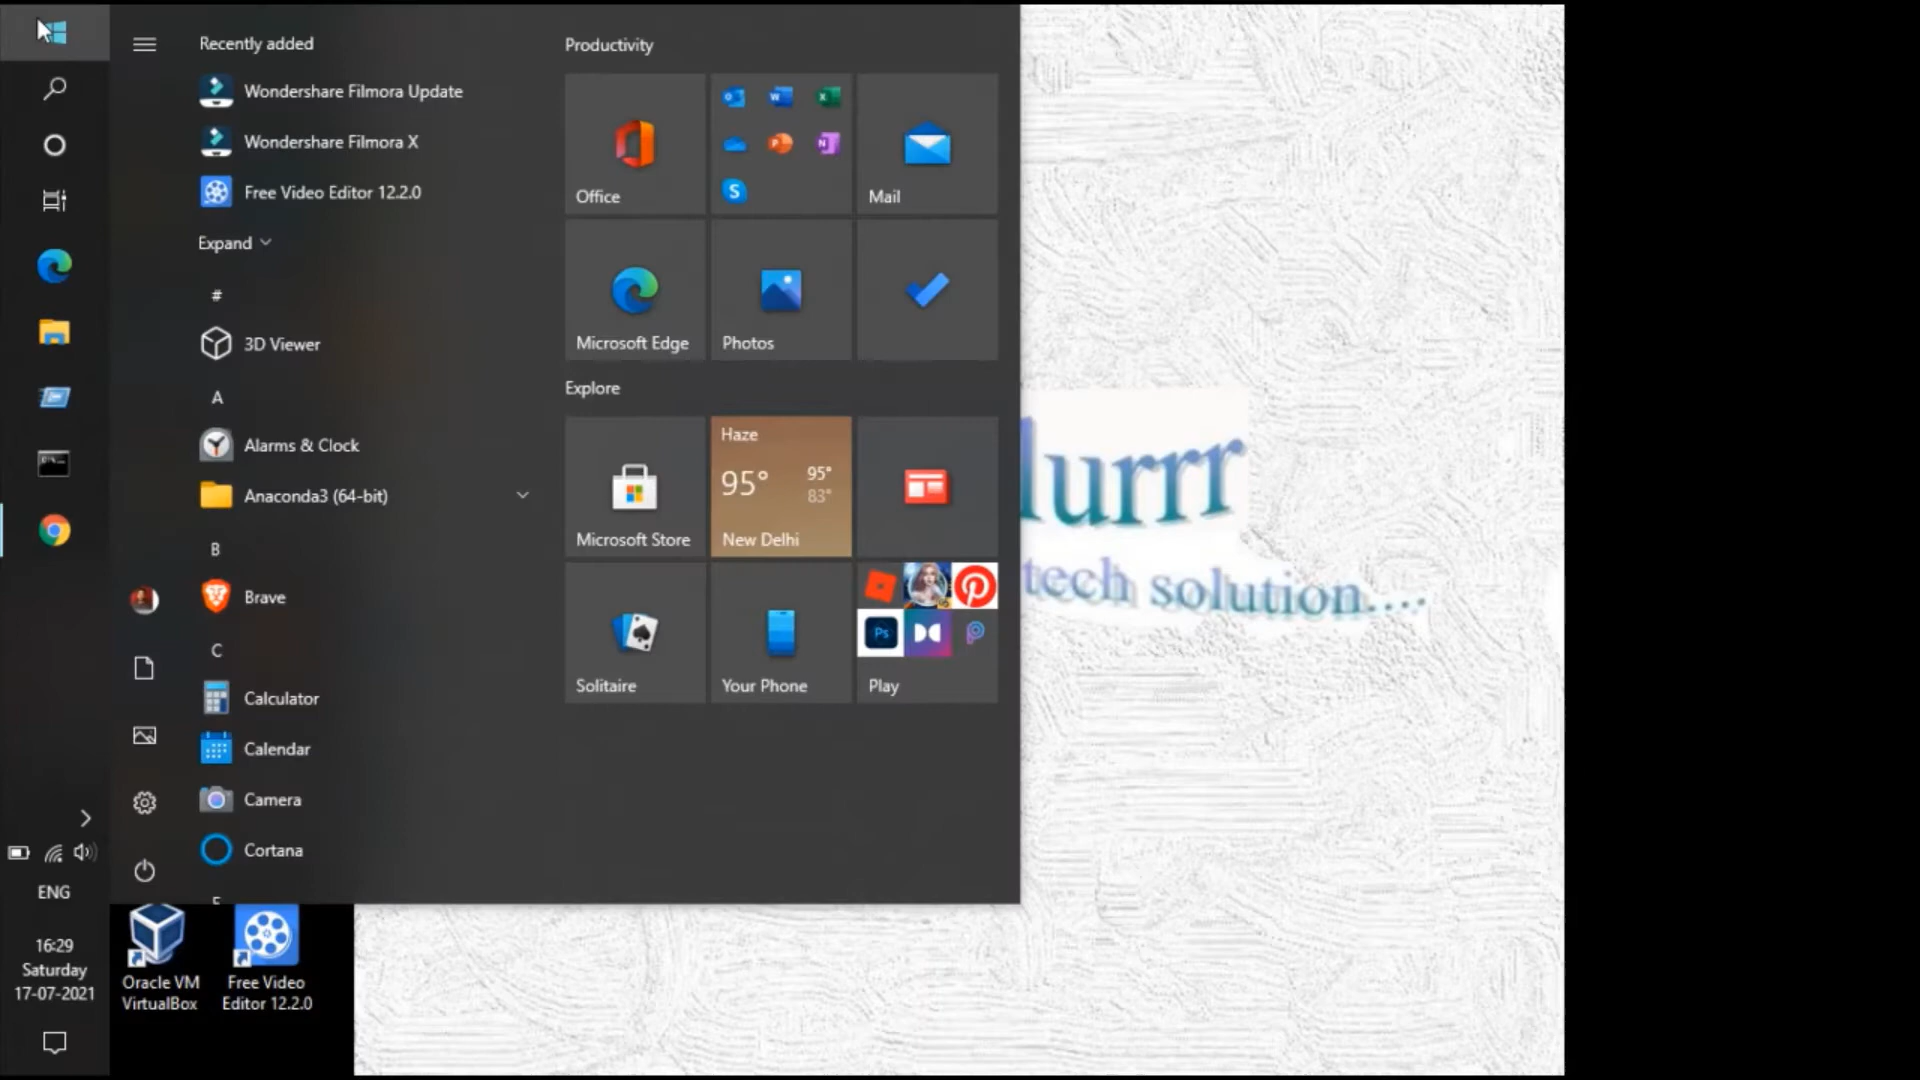 Recently added
Wondershare Filmora Update
Wondershare Filmora X
Free Video Editor 12.2.0
Expand
#
3D Viewer
A
Alarms & Clock
Anaconda3 (64-bit)
B
Brave
C
Calculator
Calendar
Camera
Cortana
Productivity
Office
Mail
Microsoft Edge
Photos
Explore
Microsoft Store
Haze
95° 95°
83°
New Delhi
Solitaire
Your Phone
Ps
Play
lurrr
tech solution....
ENG
16:29
Saturday
17-07-2021
Oracle VM
VirtualBox
Free Video
Editor 12.2.0